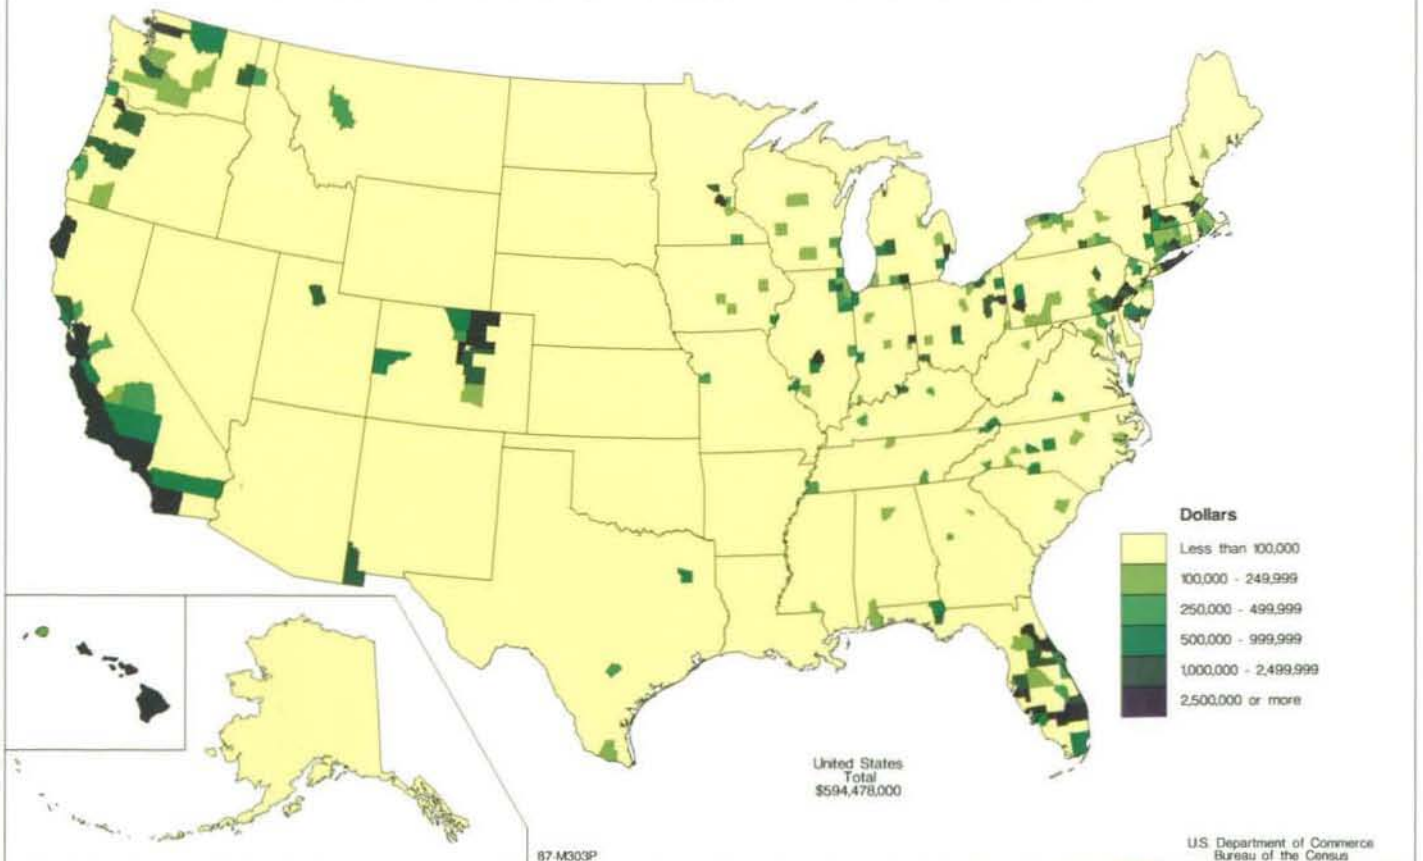 Dollars
Less than 100,000
100,000 - 249,999
250,000 - 499,999
500,000 - 999,999
1,000,000 - 2,499,999
2,500,000 or more
United States
Total
$594,478,000
87-M303P
U.S. Department of Commerce
Bureau of the Census